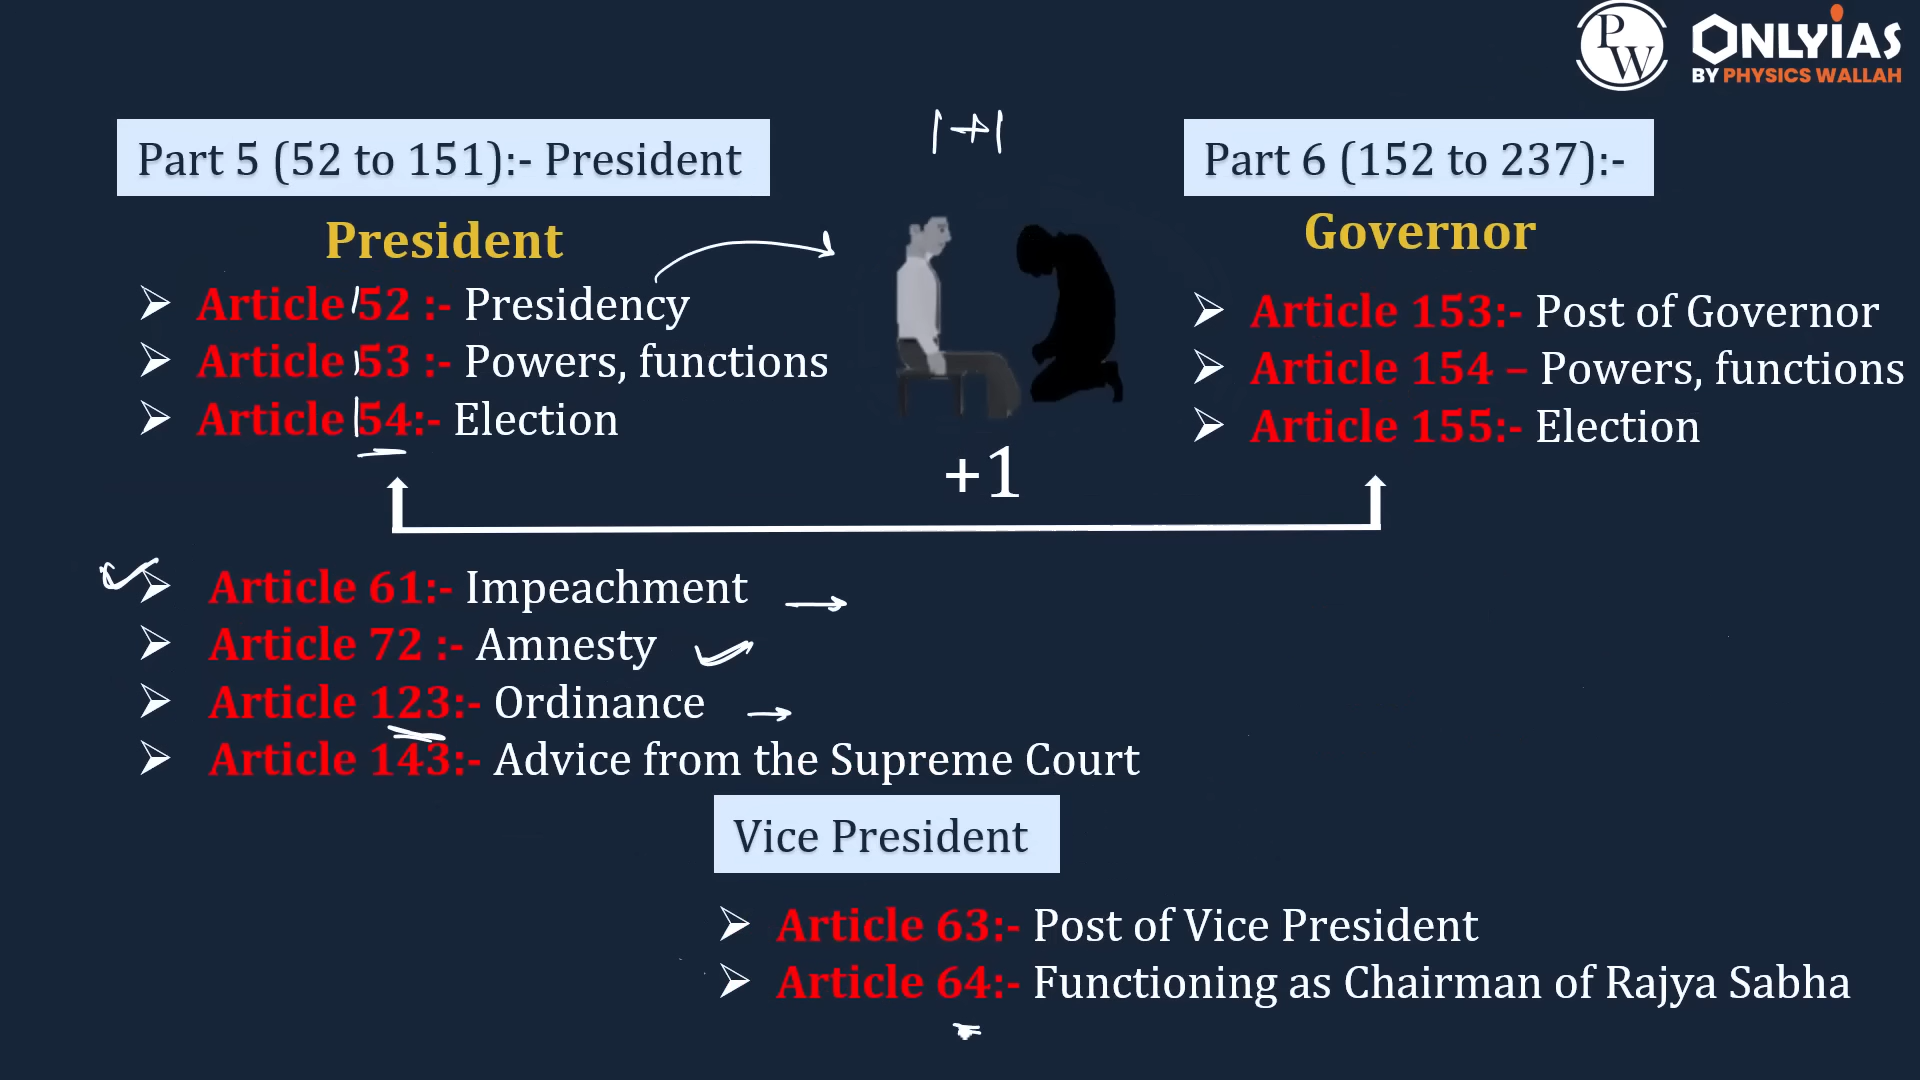 PW
ONLYIAS
BY PHYSICS WALLAH
Part 5 (52 to 151):- President
President
Article 52 :- Presidency
Article 53 :- Powers, functions
Article 54:- Election
+1
Part 6 (152 to 237):-
Governor
Article 153:- Post of Governor
Article 154 – Powers, functions
Article 155:- Election
Article 61:- Impeachment
Article 72 :- Amnesty
Article 123:- Ordinance
Article 143:- Advice from the Supreme Court
Vice President
Article 63:- Post of Vice President
Article 64:- Functioning as Chairman of Rajya Sabha